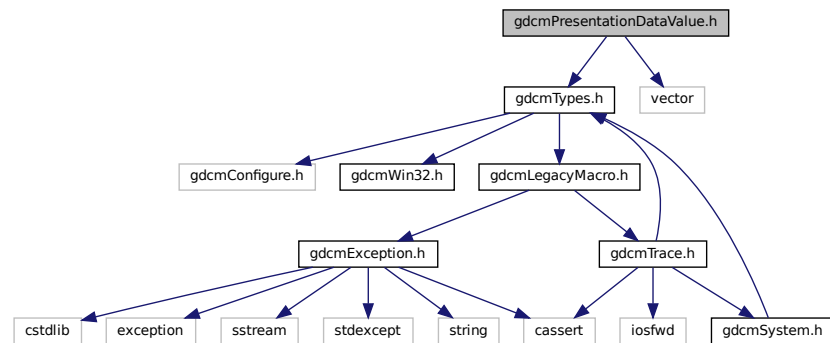 gdcmPresentationDataValue.h
gdcmTypes.h
vector
gdcmConfigure.h
gdcmWin32.h
gdcmLegacyMacro.h
gdcmException.h
gdcmTrace.h
cstdlib
exception
sstream
stdexcept
string
cassert
iosfwd
gdcmSystem.h